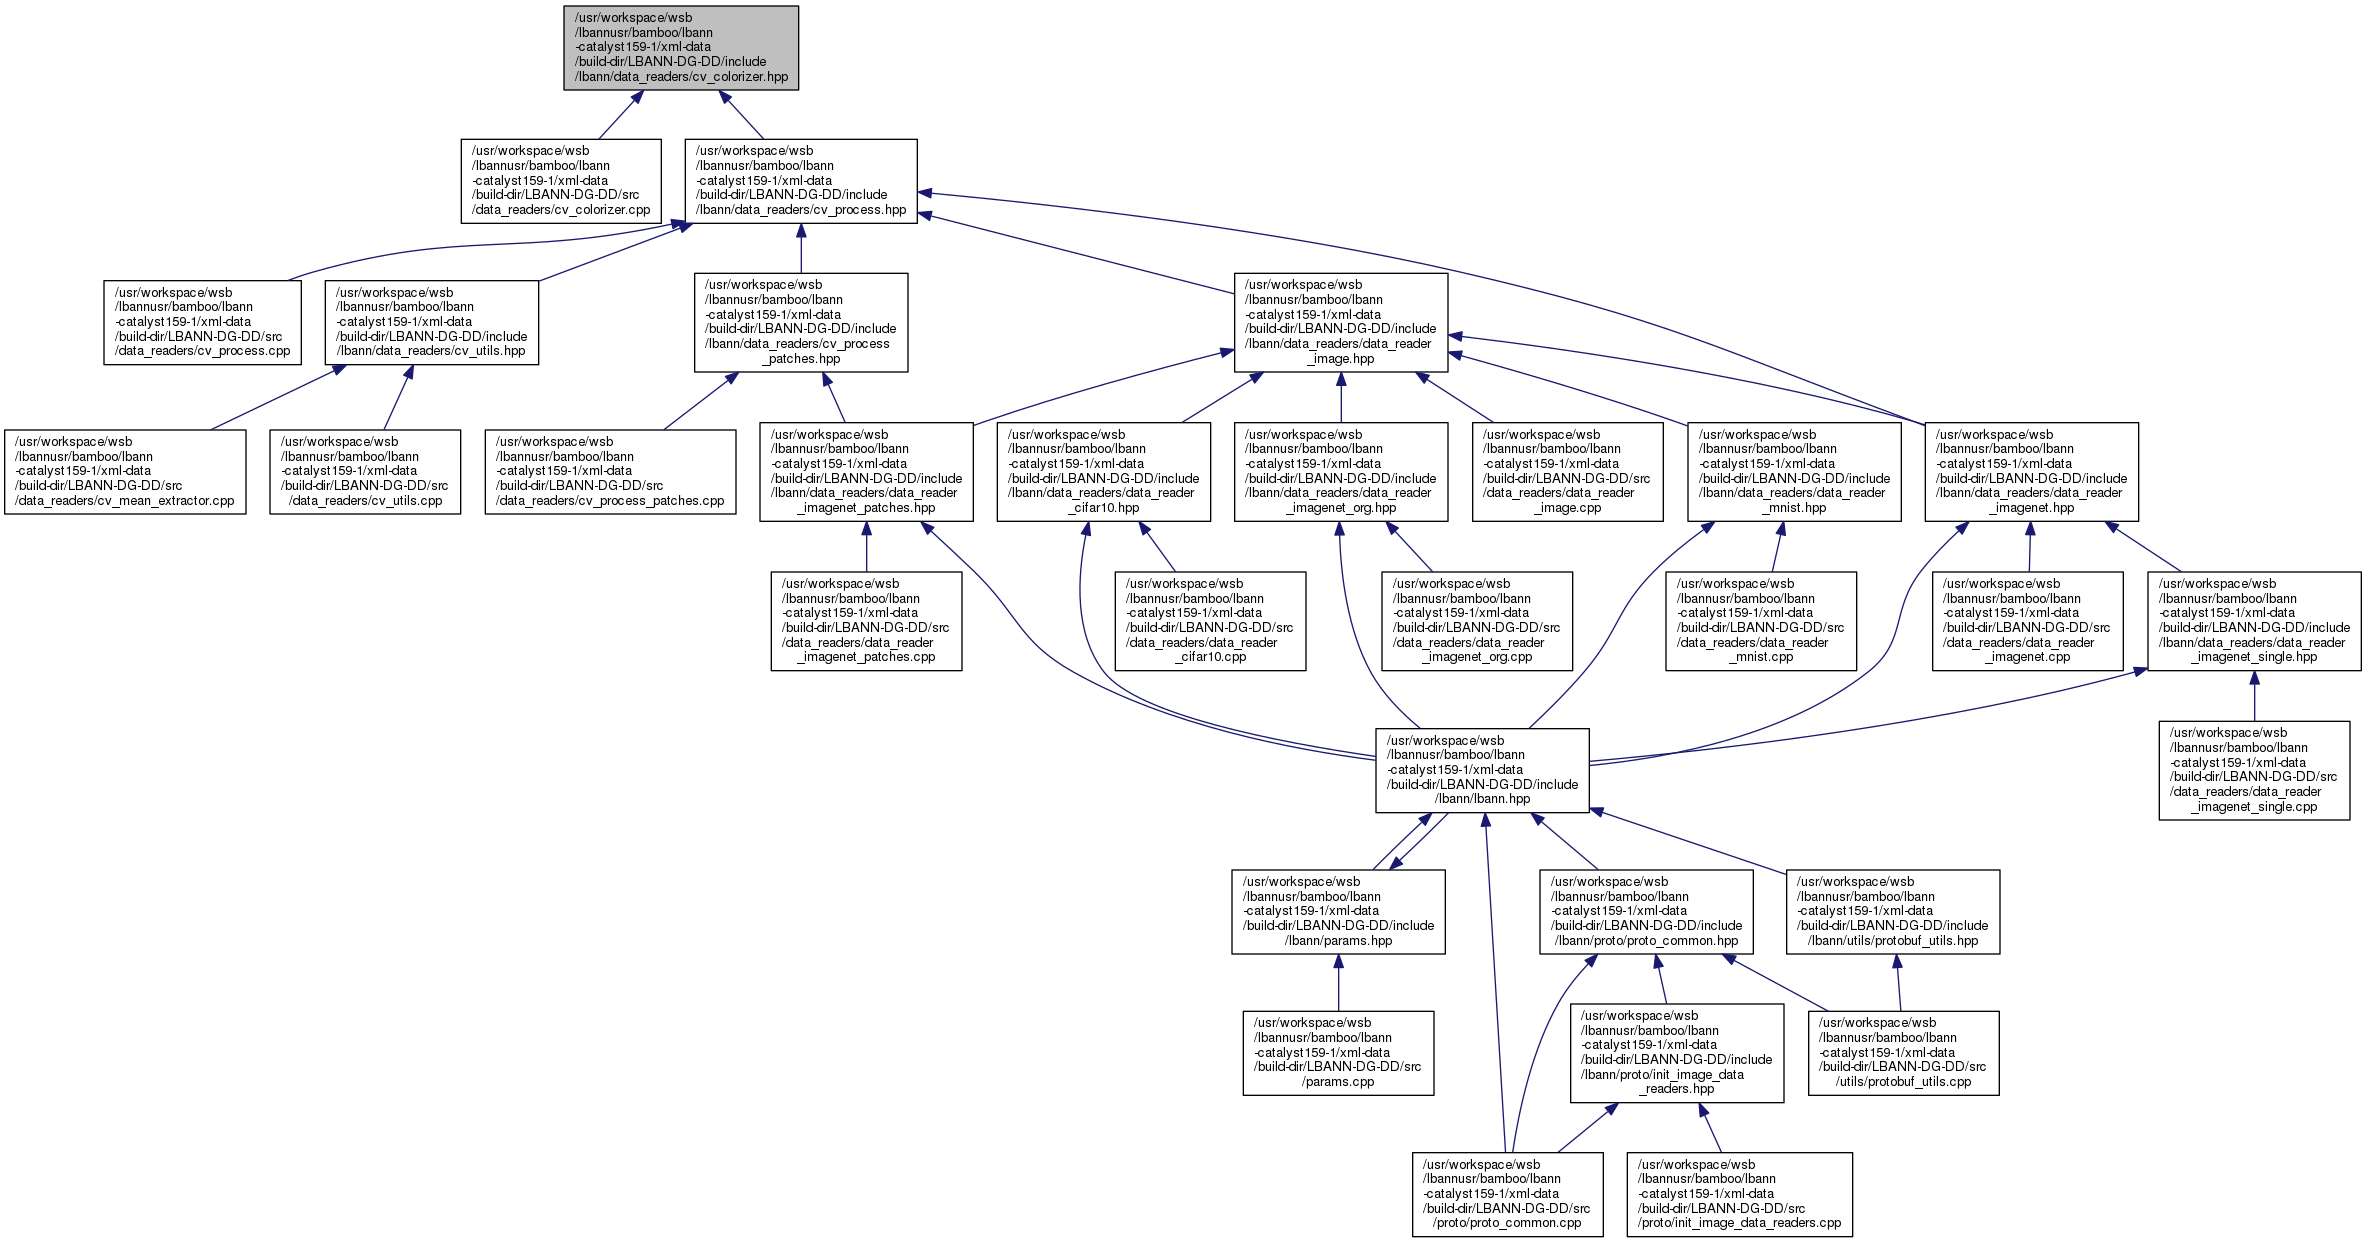 /usr/workspace/wsb
/lbannusr/bamboo/lbann
-catalyst159-1/xml-data
/build-dir/LBANN-DG-DD/include
/lbann/data_readers/cv_colorizer.hpp
/usr/workspace/wsb
/lbannusr/bamboo/lbann
-catalyst159-1/xml-data
/build-dir/LBANN-DG-DD/src
/data_readers/cv_colorizer.cpp
/usr/workspace/wsb
/lbannusr/bamboo/lbann
-catalyst159-1/xml-data
/build-dir/LBANN-DG-DD/include
/lbann/data_readers/cv_process.hpp
/usr/workspace/wsb
/lbannusr/bamboo/lbann
-catalyst159-1/xml-data
/build-dir/LBANN-DG-DD/src
/data_readers/cv_process.cpp
/usr/workspace/wsb
/lbannusr/bamboo/lbann
-catalyst159-1/xml-data
/build-dir/LBANN-DG-DD/include
/lbann/data_readers/cv_utils.hpp
/usr/workspace/wsb
/lbannusr/bamboo/lbann
-catalyst159-1/xml-data
/build-dir/LBANN-DG-DD/include
/lbann/data_readers/cv_process
_patches.hpp
/usr/workspace/wsb
/lbannusr/bamboo/lbann
-catalyst159-1/xml-data
/build-dir/LBANN-DG-DD/include
/lbann/data_readers/data_reader
_image.hpp
/usr/workspace/wsb
/lbannusr/bamboo/lbann
-catalyst159-1/xml-data
/build-dir/LBANN-DG-DD/src
/data_readers/cv_mean_extractor.cpp
/usr/workspace/wsb
/lbannusr/bamboo/lbann
-catalyst159-1/xml-data
/build-dir/LBANN-DG-DD/src
/data_readers/cv_utils.cpp
/usr/workspace/wsb
/lbannusr/bamboo/lbann
-catalyst159-1/xml-data
/build-dir/LBANN-DG-DD/src
/data_readers/cv_process_patches.cpp
/usr/workspace/wsb
/lbannusr/bamboo/lbann
-catalyst159-1/xml-data
/build-dir/LBANN-DG-DD/include
/lbann/data_readers/data_reader
_imagenet_patches.hpp
/usr/workspace/wsb
/lbannusr/bamboo/lbann
-catalyst159-1/xml-data
/build-dir/LBANN-DG-DD/include
/lbann/data_readers/data_reader
_cifar10.hpp
/usr/workspace/wsb
/lbannusr/bamboo/lbann
-catalyst159-1/xml-data
/build-dir/LBANN-DG-DD/include
/lbann/data_readers/data_reader
_imagenet_org.hpp
/usr/workspace/wsb
/lbannusr/bamboo/lbann
-catalyst159-1/xml-data
/build-dir/LBANN-DG-DD/src
/data_readers/data_reader
_image.cpp
/usr/workspace/wsb
/lbannusr/bamboo/lbann
-catalyst159-1/xml-data
/build-dir/LBANN-DG-DD/include
/lbann/data_readers/data_reader
_mnist.hpp
/usr/workspace/wsb
/lbannusr/bamboo/lbann
-catalyst159-1/xml-data
/build-dir/LBANN-DG-DD/include
/lbann/data_readers/data_reader
_imagenet.hpp
/usr/workspace/wsb
/lbannusr/bamboo/lbann
-catalyst159-1/xml-data
/build-dir/LBANN-DG-DD/src
/data_readers/data_reader
_imagenet_patches.cpp
/usr/workspace/wsb
/lbannusr/bamboo/lbann
-catalyst159-1/xml-data
/build-dir/LBANN-DG-DD/src
/data_readers/data_reader
_cifar10.cpp
/usr/workspace/wsb
/lbannusr/bamboo/lbann
-catalyst159-1/xml-data
/build-dir/LBANN-DG-DD/src
/data_readers/data_reader
_imagenet_org.cpp
/usr/workspace/wsb
/lbannusr/bamboo/lbann
-catalyst159-1/xml-data
/build-dir/LBANN-DG-DD/src
/data_readers/data_reader
_mnist.cpp
/usr/workspace/wsb
/lbannusr/bamboo/lbann
-catalyst159-1/xml-data
/build-dir/LBANN-DG-DD/src
/data_readers/data_reader
_imagenet.cpp
/usr/workspace/wsb
/lbannusr/bamboo/lbann
-catalyst159-1/xml-data
/build-dir/LBANN-DG-DD/include
/lbann/data_readers/data_reader
_imagenet_single.hpp
/usr/workspace/wsb
/lbannusr/bamboo/lbann
-catalyst159-1/xml-data
/build-dir/LBANN-DG-DD/include
/lbann/lbann.hpp
/usr/workspace/wsb
/lbannusr/bamboo/lbann
-catalyst159-1/xml-data
/build-dir/LBANN-DG-DD/src
/data_readers/data_reader
_imagenet_single.cpp
/usr/workspace/wsb
/lbannusr/bamboo/lbann
-catalyst159-1/xml-data
/build-dir/LBANN-DG-DD/include
/lbann/params.hpp
/usr/workspace/wsb
/lbannusr/bamboo/lbann
-catalyst159-1/xml-data
/build-dir/LBANN-DG-DD/include
/lbann/proto/proto_common.hpp
/usr/workspace/wsb
/lbannusr/bamboo/lbann
-catalyst159-1/xml-data
/build-dir/LBANN-DG-DD/include
/lbann/utils/protobuf_utils.hpp
/usr/workspace/wsb
/lbannusr/bamboo/lbann
-catalyst159-1/xml-data
/build-dir/LBANN-DG-DD/src
/params.cpp
/usr/workspace/wsb
/lbannusr/bamboo/lbann
-catalyst159-1/xml-data
/build-dir/LBANN-DG-DD/include
/lbann/proto/init_image_data
_readers.hpp
/usr/workspace/wsb
/lbannusr/bamboo/lbann
-catalyst159-1/xml-data
/build-dir/LBANN-DG-DD/src
/utils/protobuf_utils.cpp
/usr/workspace/wsb
/lbannusr/bamboo/lbann
-catalyst159-1/xml-data
/build-dir/LBANN-DG-DD/src
/proto/proto_common.cpp
/usr/workspace/wsb
/lbannusr/bamboo/lbann
-catalyst159-1/xml-data
/build-dir/LBANN-DG-DD/src
/proto/init_image_data_readers.cpp